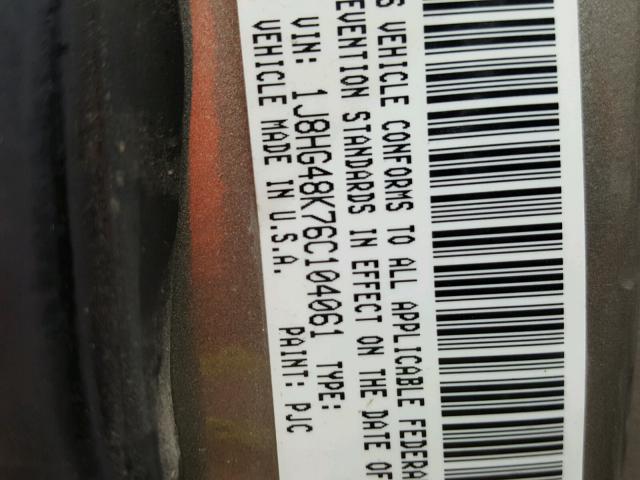 S VEHICLE CONFORMS TO ALL APPLICABLE FEDERA
EVENTION STANDARDS IN EFFECT ON THE DATE OF
VIN: 1J8HG48K76C104061 TYPE:
VEHICLE MADE IN U.S.A. PAINT: PJC